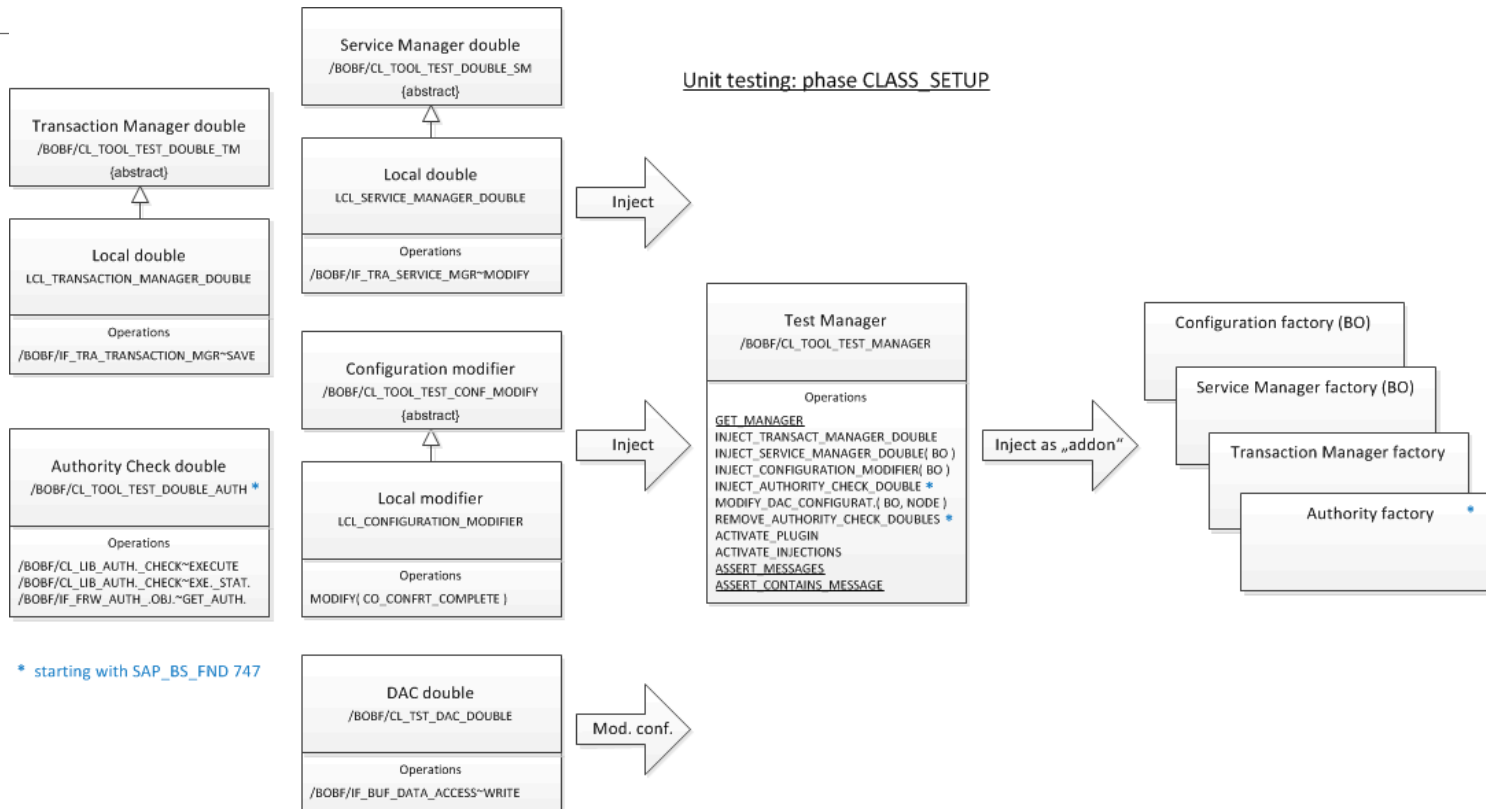 Unit testing: phase CLASS_SETUP
Transaction Manager double
/BOBF/CL_TOOL_TEST_DOUBLE_TM
{abstract}
Local double
LCL_TRANSACTION_MANAGER_DOUBLE
Operations
/BOBF/IF_TRA_TRANSACTION_MGR~SAVE
Authority Check double
/BOBF/CL_TOOL_TEST_DOUBLE_AUTH *
Operations
/BOBF/CL_LIB_AUTH._CHECK~EXECUTE
/BOBF/CL_LIB_AUTH._CHECK~EXE._STAT.
/BOBF/IF_FRW_AUTH_.OBJ.~GET_AUTH.
* starting with SAP_BS_FND 747
Service Manager double
/BOBF/CL_TOOL_TEST_DOUBLE_SM
{abstract}
Local double
LCL_SERVICE_MANAGER_DOUBLE
Operations
/BOBF/IF_TRA_SERVICE_MGR~MODIFY
Configuration modifier
/BOBF/CL_TOOL_TEST_CONF_MODIFY
{abstract}
Local modifier
LCL_CONFIGURATION_MODIFIER
Operations
MODIFY( CO_CONFRT_COMPLETE )
DAC double
/BOBF/CL_TST_DAC_DOUBLE
Operations
/BOBF/IF_BUF_DATA_ACCESS~WRITE
Inject
Inject
Mod. conf.
Test Manager
/BOBF/CL_TOOL_TEST_MANAGER
Operations
GET_MANAGER
INJECT_TRANSACT_MANAGER_DOUBLE
INJECT_SERVICE_MANAGER_DOUBLE( BO )
INJECT_CONFIGURATION_MODIFIER( BO )
INJECT_AUTHORITY_CHECK_DOUBLE *
MODIFY_DAC_CONFIGURAT.( BO, NODE )
REMOVE_AUTHORITY_CHECK_DOUBLES *
ACTIVATE_PLUGIN
ACTIVATE_INJECTIONS
ASSERT_MESSAGES
ASSERT_CONTAINS_MESSAGE
Inject as „addon“
Configuration factory (BO)
Service Manager factory (BO)
Transaction Manager factory
Authority factory *